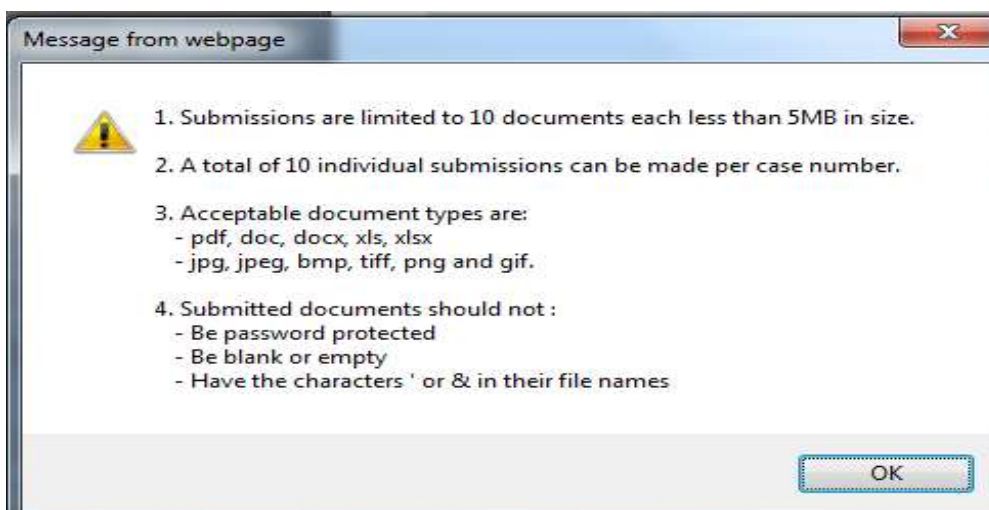 Message from webpage
1. Submissions are limited to 10 documents each less than 5MB in size.
2. A total of 10 individual submissions can be made per case number.
3. Acceptable document types are:
- pdf, doc, docx, xls, xlsx
- jpg, jpeg, bmp, tiff, png and gif.
4. Submitted documents should not :
- Be password protected
- Be blank or empty
- Have the characters ' or & in their file names
OK